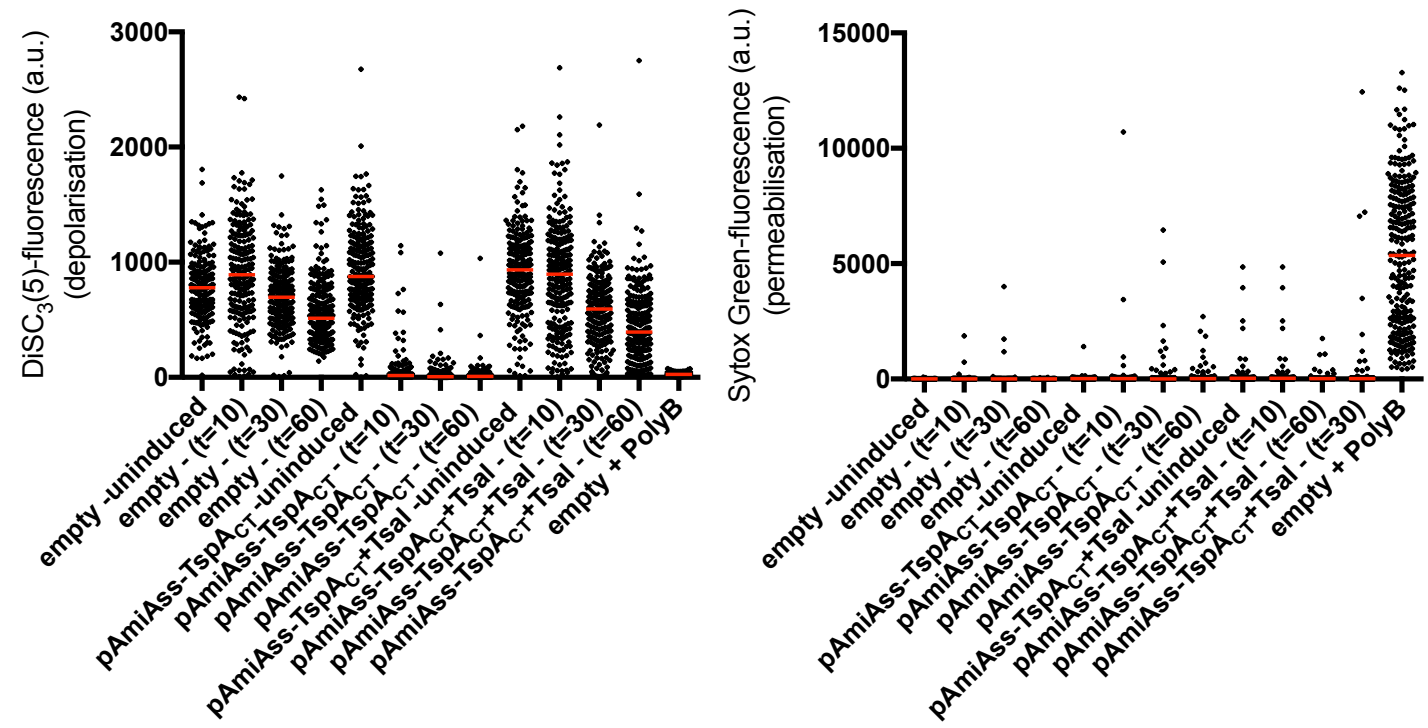 DiSC3(5)-fluorescence (a.u.)
(depolarisation)
3000
2000
1000
0
empty -uninduced
empty - (t=10)
empty - (t=30)
empty - (t=60)
pAmiAss-TspACT -uninduced
pAmiAss-TspACT - (t=10)
pAmiAss-TspACT - (t=30)
pAmiAss-TspACT - (t=60)
pAmiAss-TspACT+TsaI -uninduced
pAmiAss-TspACT+TsaI - (t=10)
pAmiAss-TspACT+TsaI - (t=30)
pAmiAss-TspACT+TsaI - (t=60)
empty + PolyB
Sytox Green-fluorescence (a.u.)
(permeabilisation)
15000
10000
5000
0
empty -uninduced
empty - (t=10)
empty - (t=30)
empty - (t=60)
pAmiAss-TspACT -uninduced
pAmiAss-TspACT - (t=10)
pAmiAss-TspACT - (t=30)
pAmiAss-TspACT - (t=60)
pAmiAss-TspACT+TsaI -uninduced
pAmiAss-TspACT+TsaI - (t=10)
pAmiAss-TspACT+TsaI - (t=60)
pAmiAss-TspACT+TsaI - (t=30)
empty + PolyB